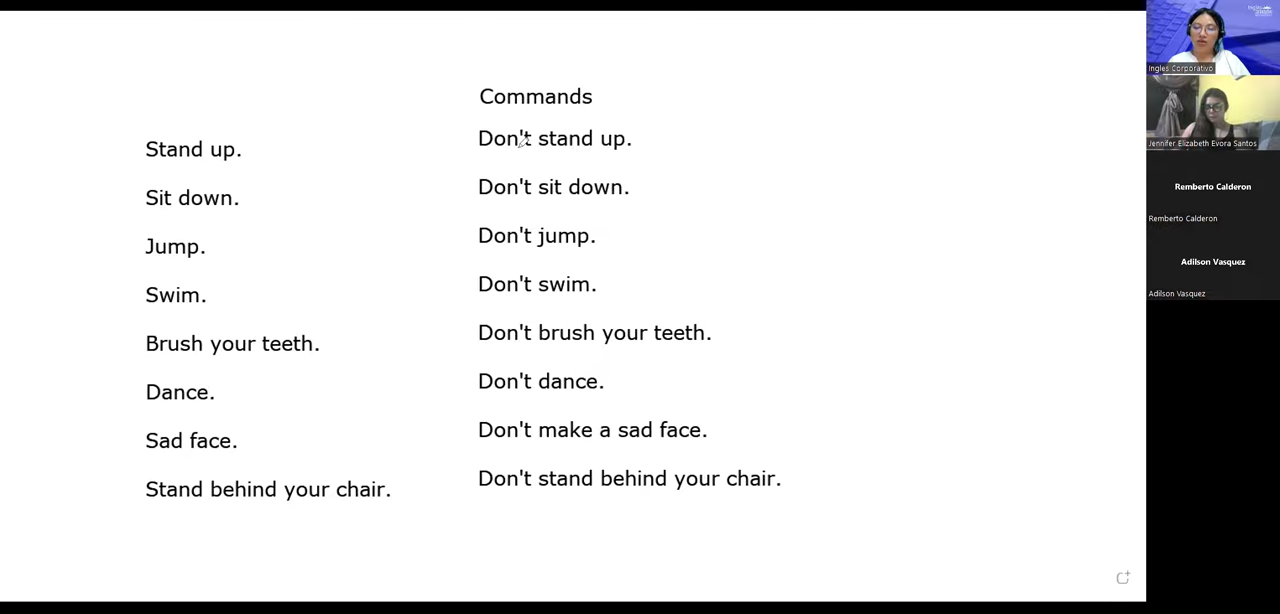 Commands
Stand up.
Sit down.
Jump.
Swim.
Brush your teeth.
Dance.
Sad face.
Stand behind your chair.
Don't stand up.
Don't sit down.
Don't jump.
Don't swim.
Don't brush your teeth.
Don't dance.
Don't make a sad face.
Don't stand behind your chair.
Ingles Corporativo
Jennifer Elizabeth Evora Santos
Remberto Calderon
Remberto Calderon
Adilson Vasquez
Adilson Vasquez